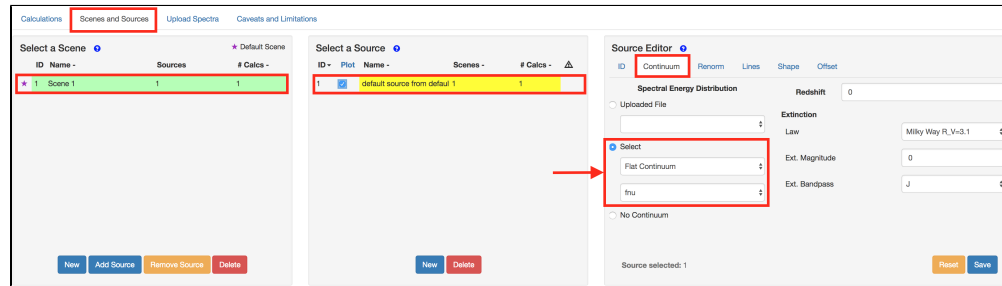 Calculations Scenes and Sources Upload Spectra Caveats and Limitations
Select a Scene ★ Default Scene
ID Name - Sources # Calcs -
★ 1 Scene 1 1 1
New Add Source Remove Source Delete
Select a Source
ID Plot Name - Scenes - # Calcs -
1 default source from defaul 1 1
New Delete
Source Editor
ID Continuum Renorm Lines Shape Offset
Spectral Energy Distribution
Uploaded File
Select
Flat Continuum
fnu
No Continuum
Redshift 0
Extinction
Law Milky Way R_V=3.1
Ext. Magnitude 0
Ext. Bandpass J
Source selected: 1
Reset Save